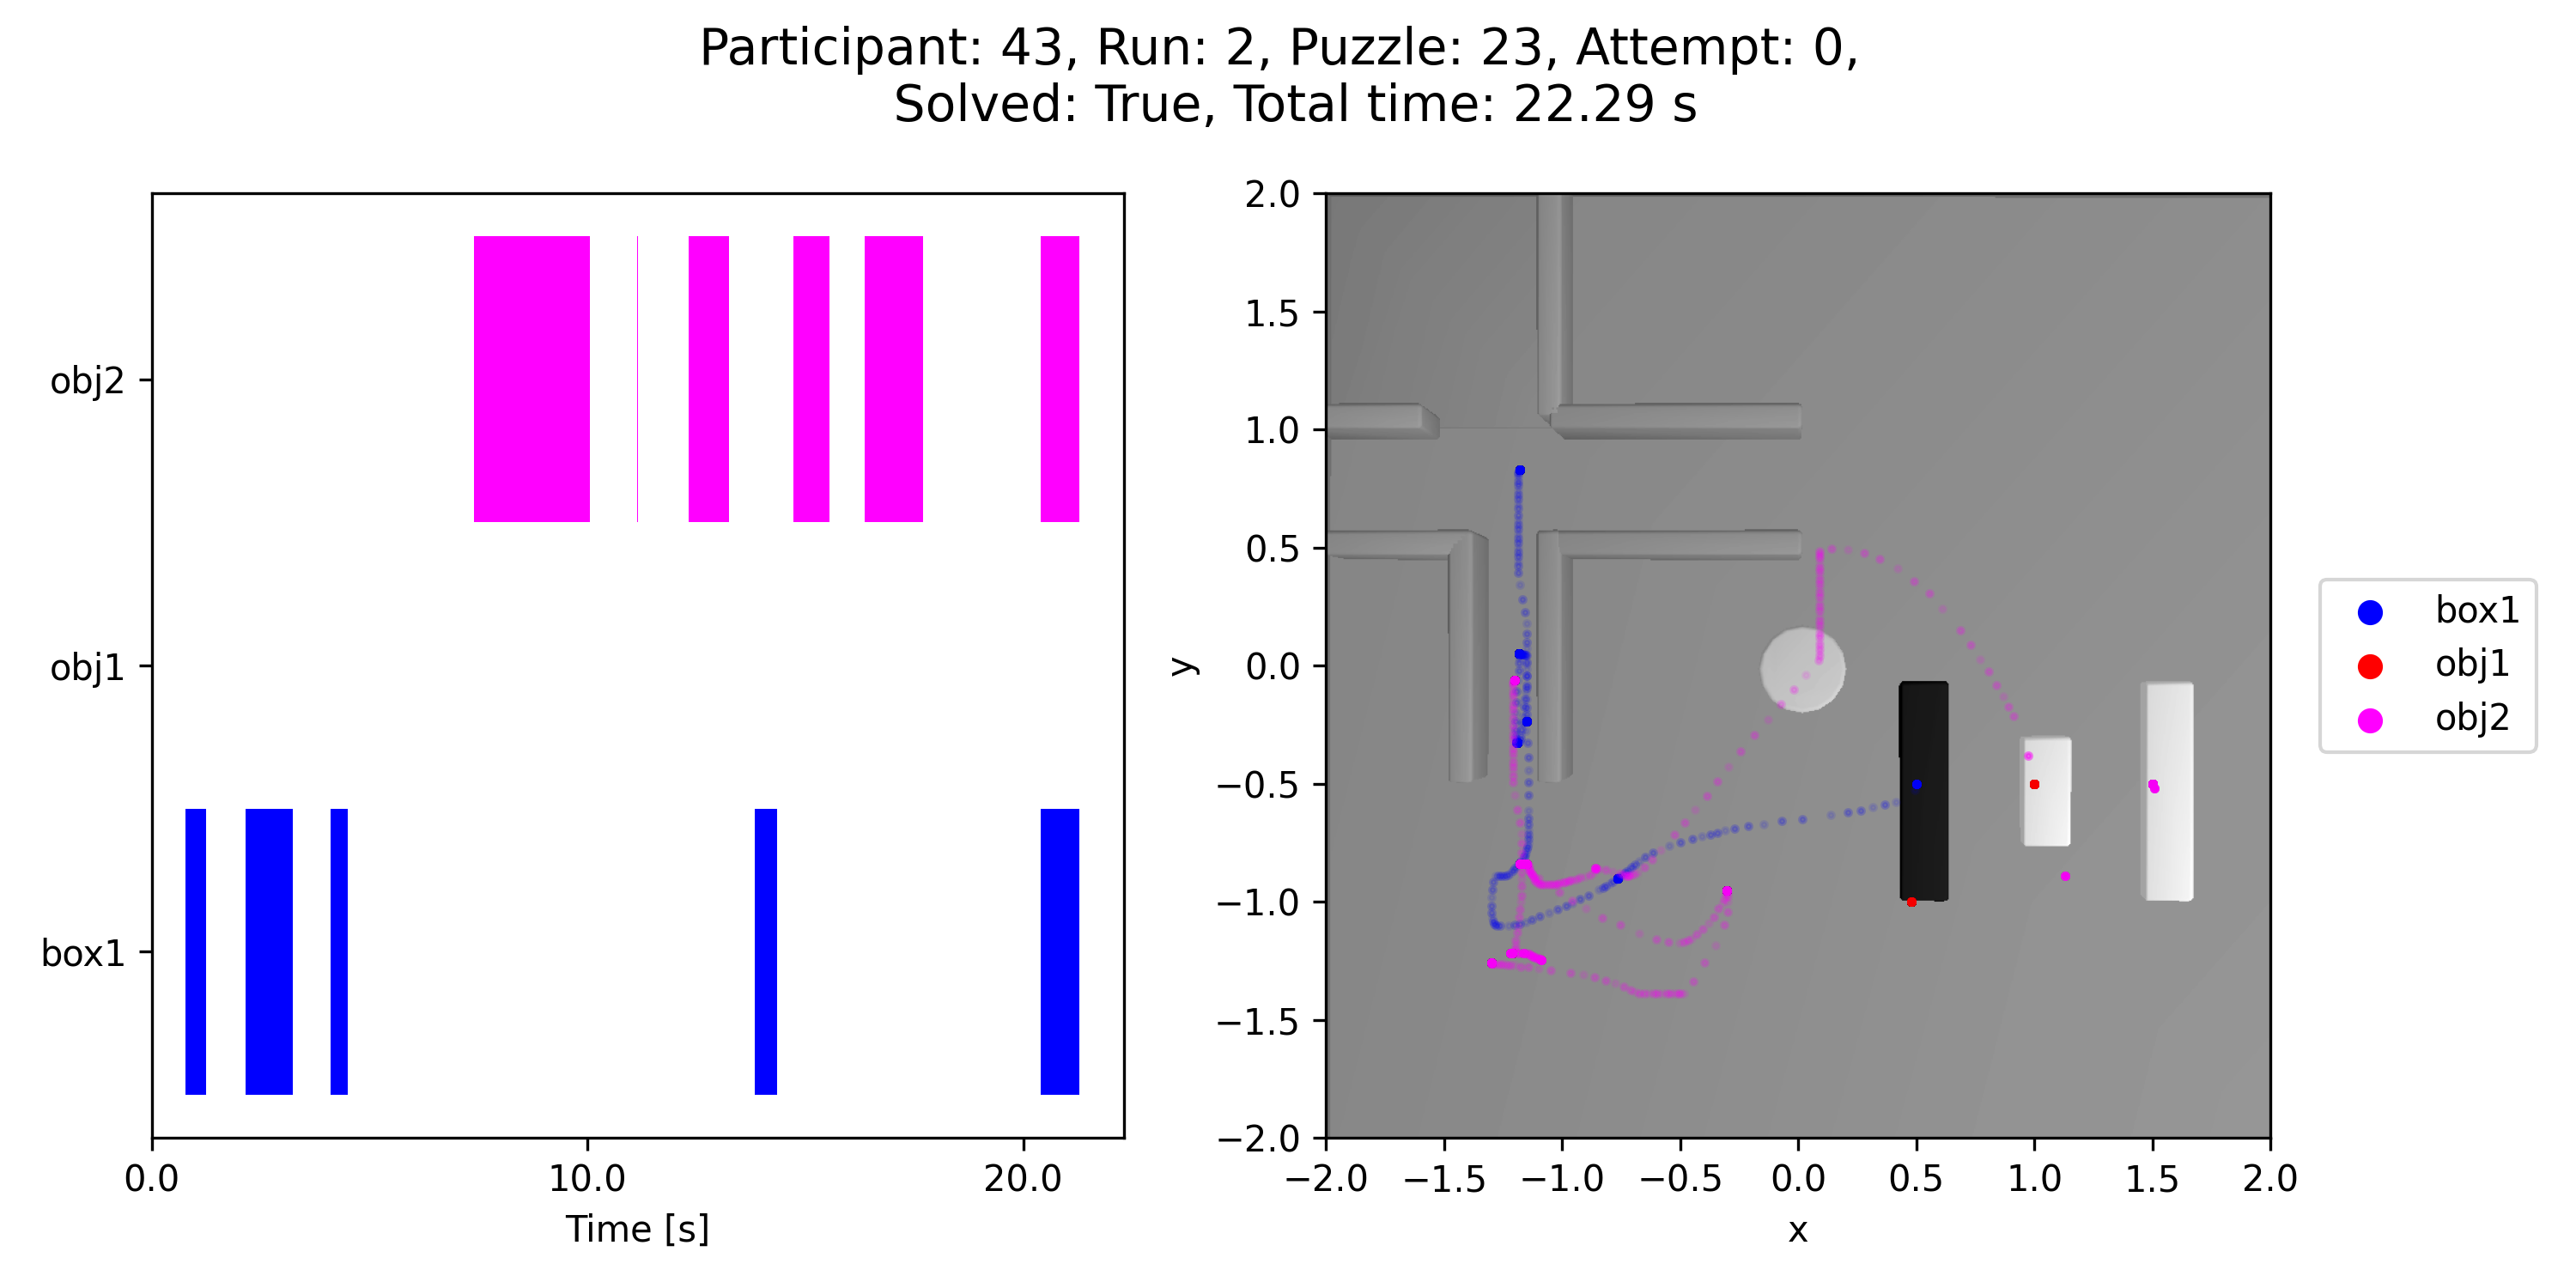 Participant: 43, Run: 2, Puzzle: 23, Attempt: 0,
Solved: True, Total time: 22.29 s
obj2
obj1
box1
0.0 10.0 20.0
Time [s]
2.0
1.5
1.0
0.5
0.0
−0.5
−1.0
−1.5
−2.0
y
−2.0 −1.5 −1.0 −0.5 0.0 0.5 1.0 1.5 2.0
x
box1
obj1
obj2